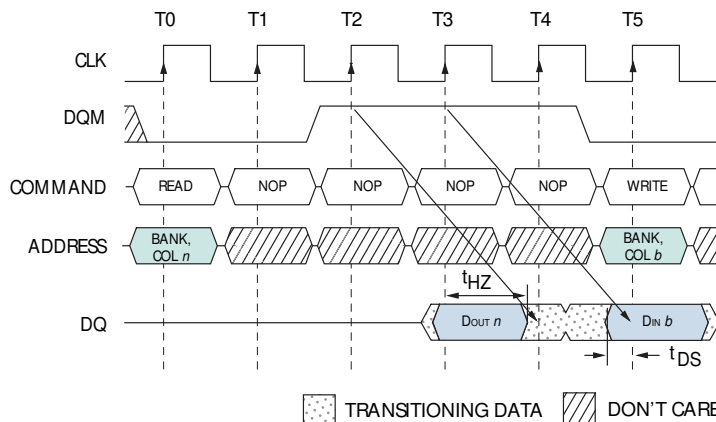 T0 T1 T2 T3 T4 T5
CLK
DQM
COMMAND READ NOP NOP NOP NOP WRITE
ADDRESS BANK, COL n BANK, COL b
tHZ
DQ DOUT n DIN b
tDS
TRANSITIONING DATA DON'T CARE